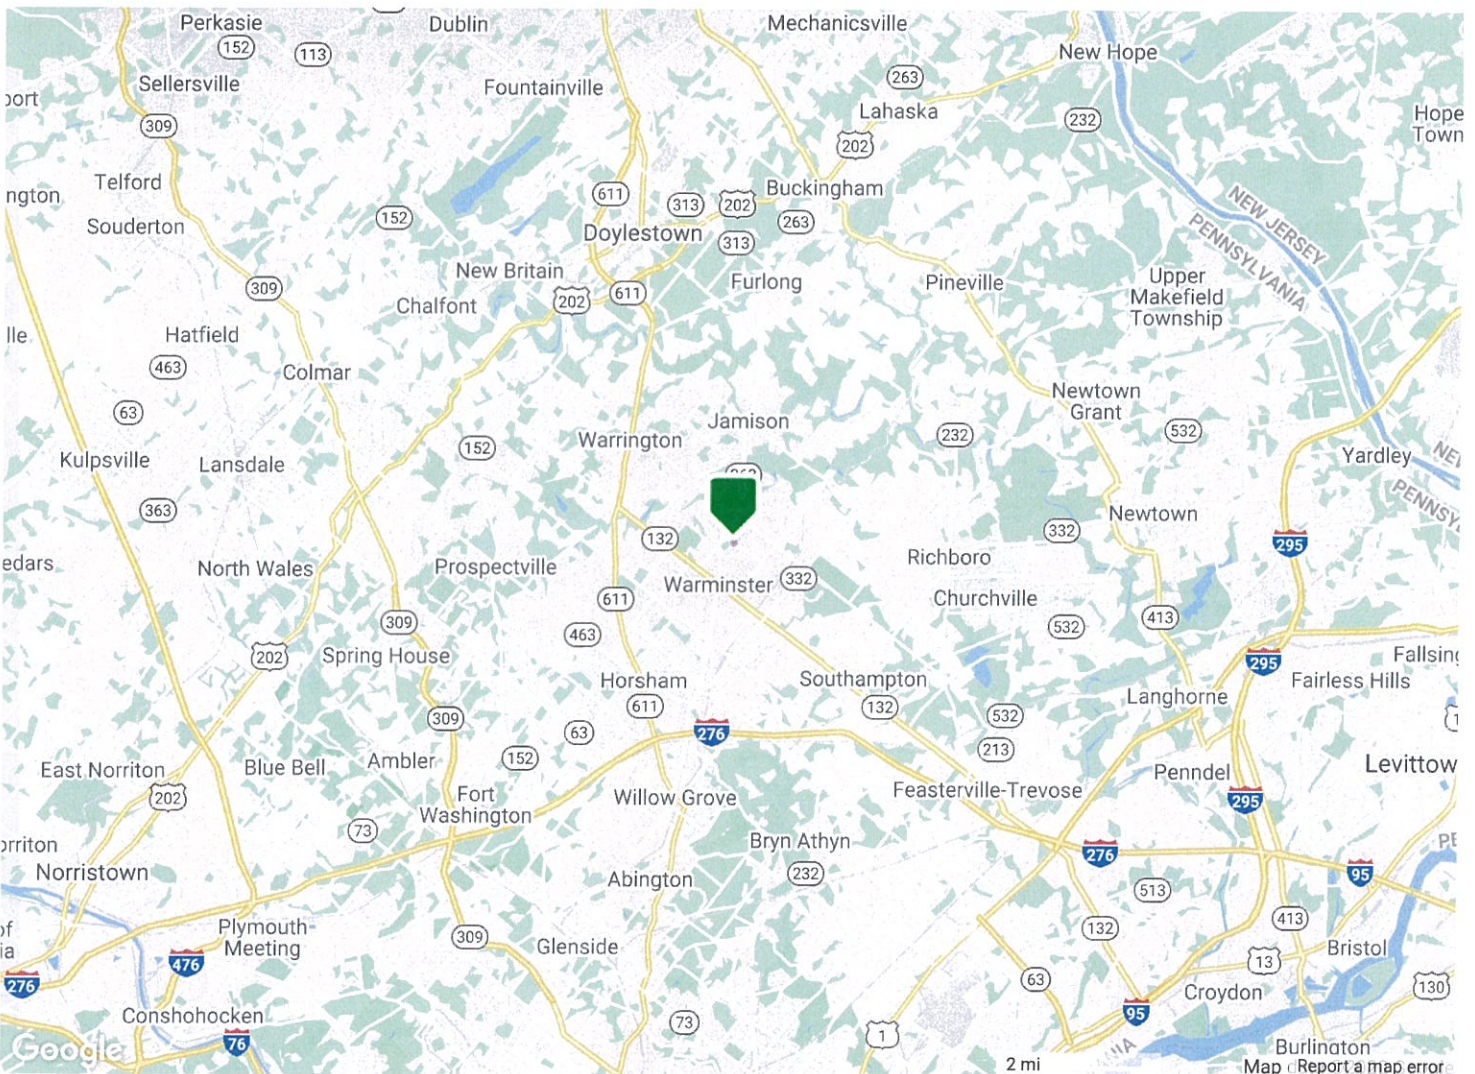 Perkasie
Dublin
Mechanicsville
152
113
New Hope
Sellersville
263
Fountainville
Lahaska
232
Hope
Town
309
202
Telford
Buckingham
611
313
202
NEW JERSEY
Souderton
152
263
PENNSYLVANIA
Doylestown
313
New Britain
Furlong
Pineville
Upper
Makefield
Township
309
202
611
Chalfont
Hatfield
463
Colmar
Newtown
Grant
63
Jamison
232
532
Warrington
152
Kulpsville
Lansdale
Yardley
363
Newtown
332
132
295
North Wales
Prospectville
Richboro
Warminster
332
611
Churchville
309
463
532
413
202
Spring House
295
Fallsing
Horsham
Southampton
Fairless Hills
611
132
Langhorne
309
532
63
276
213
152
East Norriton
Blue Bell
Ambler
Penndel
Levittow
202
Fort
Washington
Willow Grove
Feasterville-Trevose
295
73
Bryn Athyn
276
Norristown
232
95
Abington
513
Plymouth
Meeting
413
132
309
Glenside
Bristol
476
13
276
63
Croydon
130
Conshohocken
95
73
1
76
Google
Burlington
2 mi
Report a map error